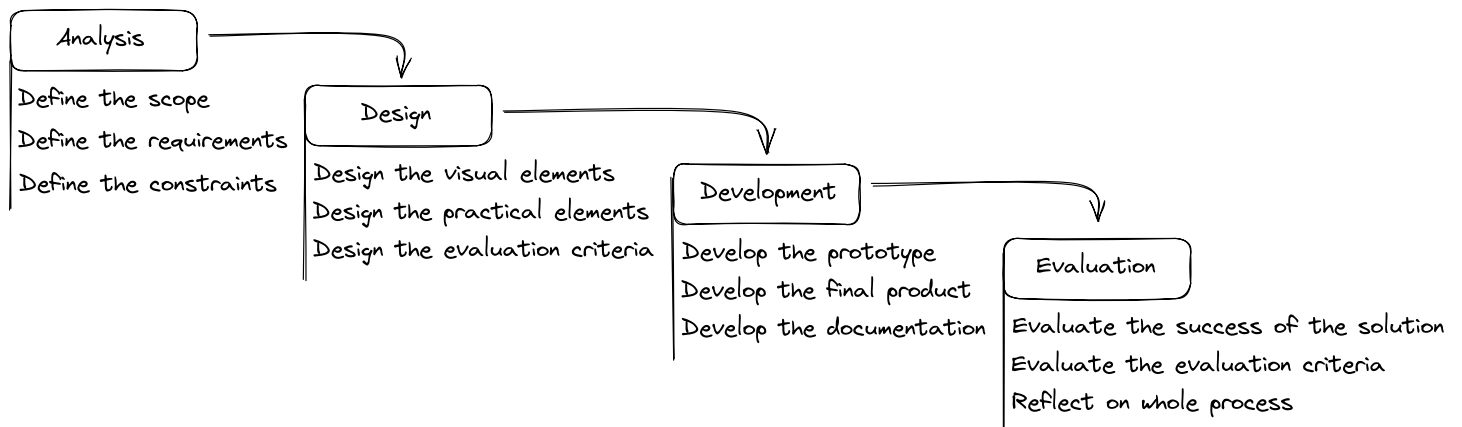 Analysis
Define the scope
Define the requirements
Define the constraints
Design
Design the visual elements
Design the practical elements
Design the evaluation criteria
Development
Develop the prototype
Develop the final product
Develop the documentation
Evaluation
Evaluate the success of the solution
Evaluate the evaluation criteria
Reflect on whole process